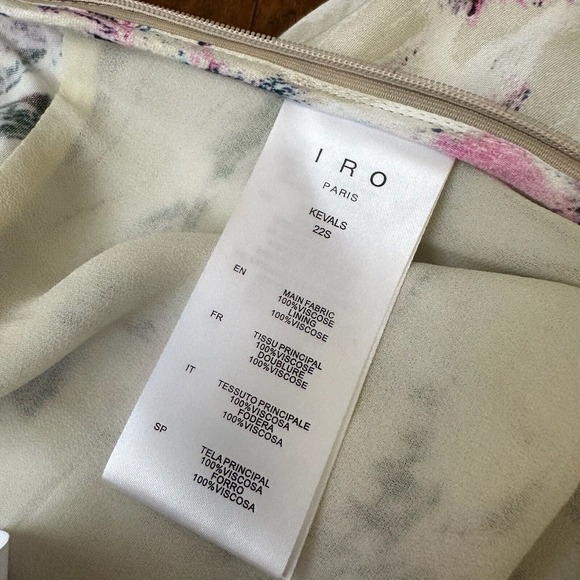 IRO
PARIS
KEVALS
22S
EN
MAIN FABRIC
100%VISCOSE
LINING
100%VISCOSE
FR
TISSU PRINCIPAL
100%VISCOSE
DOUBLURE
100%VISCOSE
IT
TESSUTO PRINCIPALE
100%VISCOSA
FODERA
100%VISCOSA
SP
TELA PRINCIPAL
100%VISCOSA
FORRO
100%VISCOSA